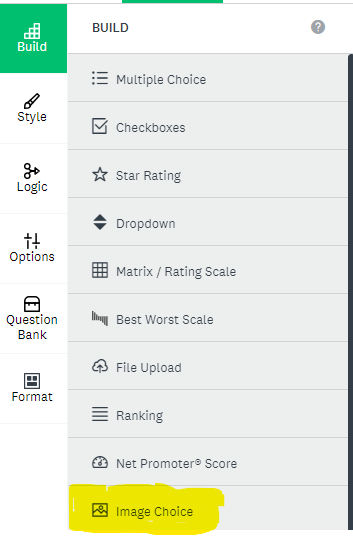 Build
Style
Logic
Options
Question
Bank
Format
BUILD
?
Multiple Choice
Checkboxes
Star Rating
Dropdown
Matrix / Rating Scale
Best Worst Scale
File Upload
Ranking
Net Promoter® Score
Image Choice